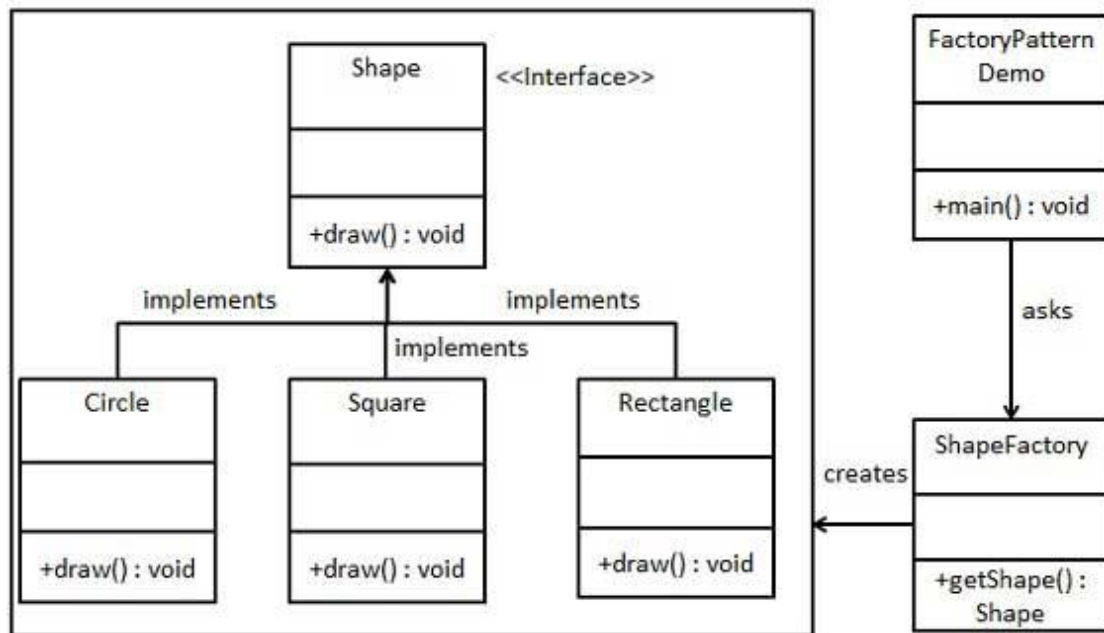 Shape
<<Interface>>
+draw() : void
implements
implements
implements
Circle
+draw() : void
Square
+draw() : void
Rectangle
+draw() : void
FactoryPattern
Demo
+main() : void
asks
ShapeFactory
+getShape() :
Shape
creates